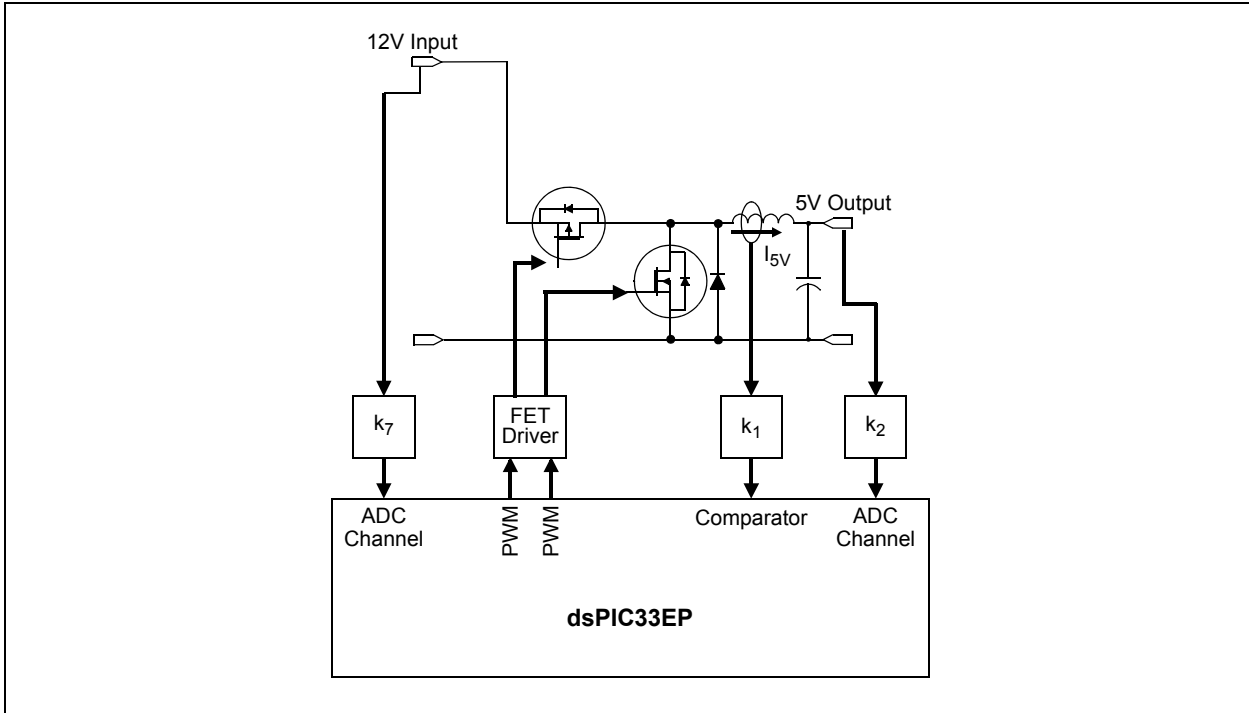 12V Input
5V Output
I5V
k7
FET
Driver
k1
k2
ADC
Channel
PWM
PWM
Comparator
ADC
Channel
dsPIC33EP